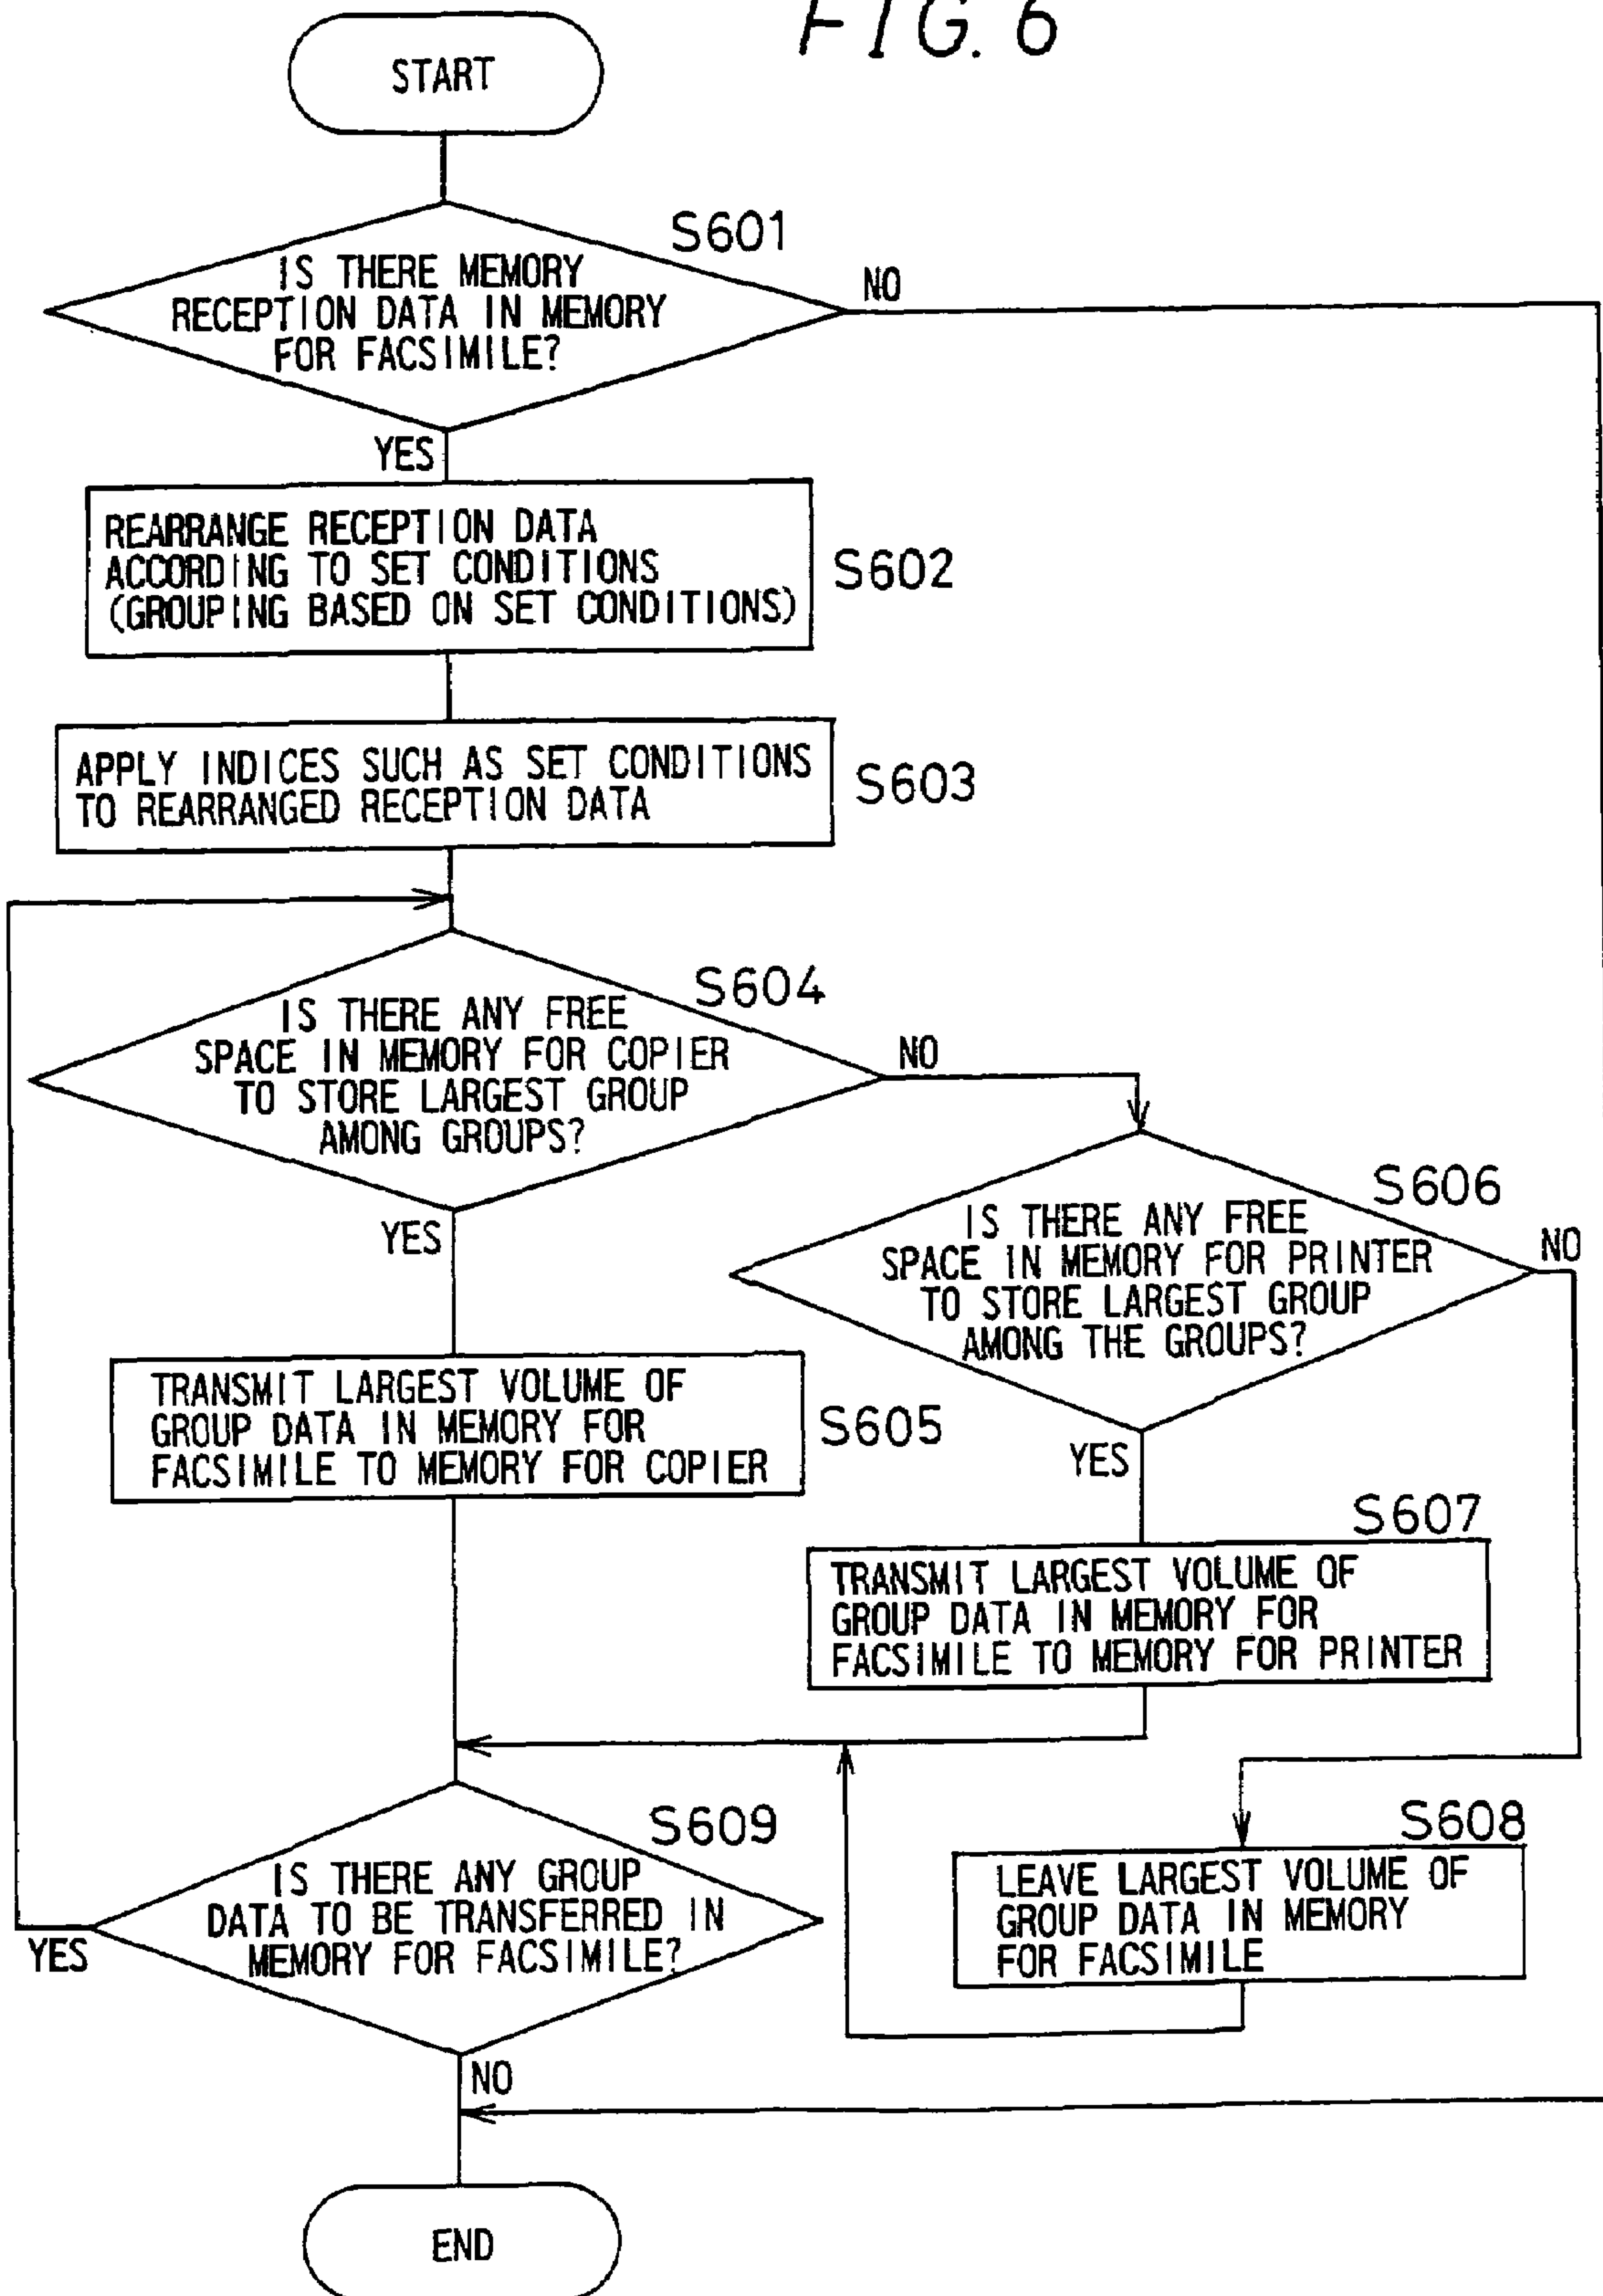 FIG. 6
START
S601
IS THERE MEMORY
RECEPTION DATA IN MEMORY
FOR FACSIMILE?
NO
YES
REARRANGE RECEPTION DATA
ACCORDING TO SET CONDITIONS
(GROUPING BASED ON SET CONDITIONS)
S602
APPLY INDICES SUCH AS SET CONDITIONS
TO REARRANGED RECEPTION DATA
S603
S604
IS THERE ANY FREE
SPACE IN MEMORY FOR COPIER
TO STORE LARGEST GROUP
AMONG GROUPS?
NO
YES
S606
IS THERE ANY FREE
SPACE IN MEMORY FOR PRINTER
TO STORE LARGEST GROUP
AMONG THE GROUPS?
NO
YES
TRANSMIT LARGEST VOLUME OF
GROUP DATA IN MEMORY FOR
FACSIMILE TO MEMORY FOR COPIER
S605
S607
TRANSMIT LARGEST VOLUME OF
GROUP DATA IN MEMORY FOR
FACSIMILE TO MEMORY FOR PRINTER
S609
IS THERE ANY GROUP
DATA TO BE TRANSFERRED IN
MEMORY FOR FACSIMILE?
YES
NO
S608
LEAVE LARGEST VOLUME OF
GROUP DATA IN MEMORY
FOR FACSIMILE
END